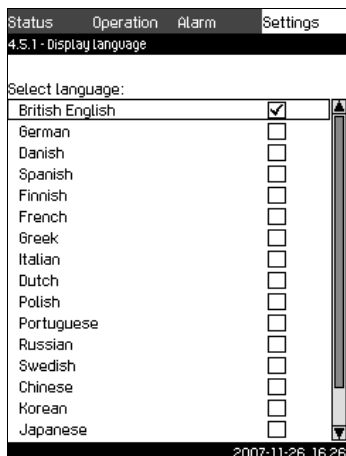 Status Operation Alarm Settings
4.5.1 - Display language
Select language:
British English
German
Danish
Spanish
Finnish
French
Greek
Italian
Dutch
Polish
Portuguese
Russian
Swedish
Chinese
Korean
Japanese
2007-11-26 16:26